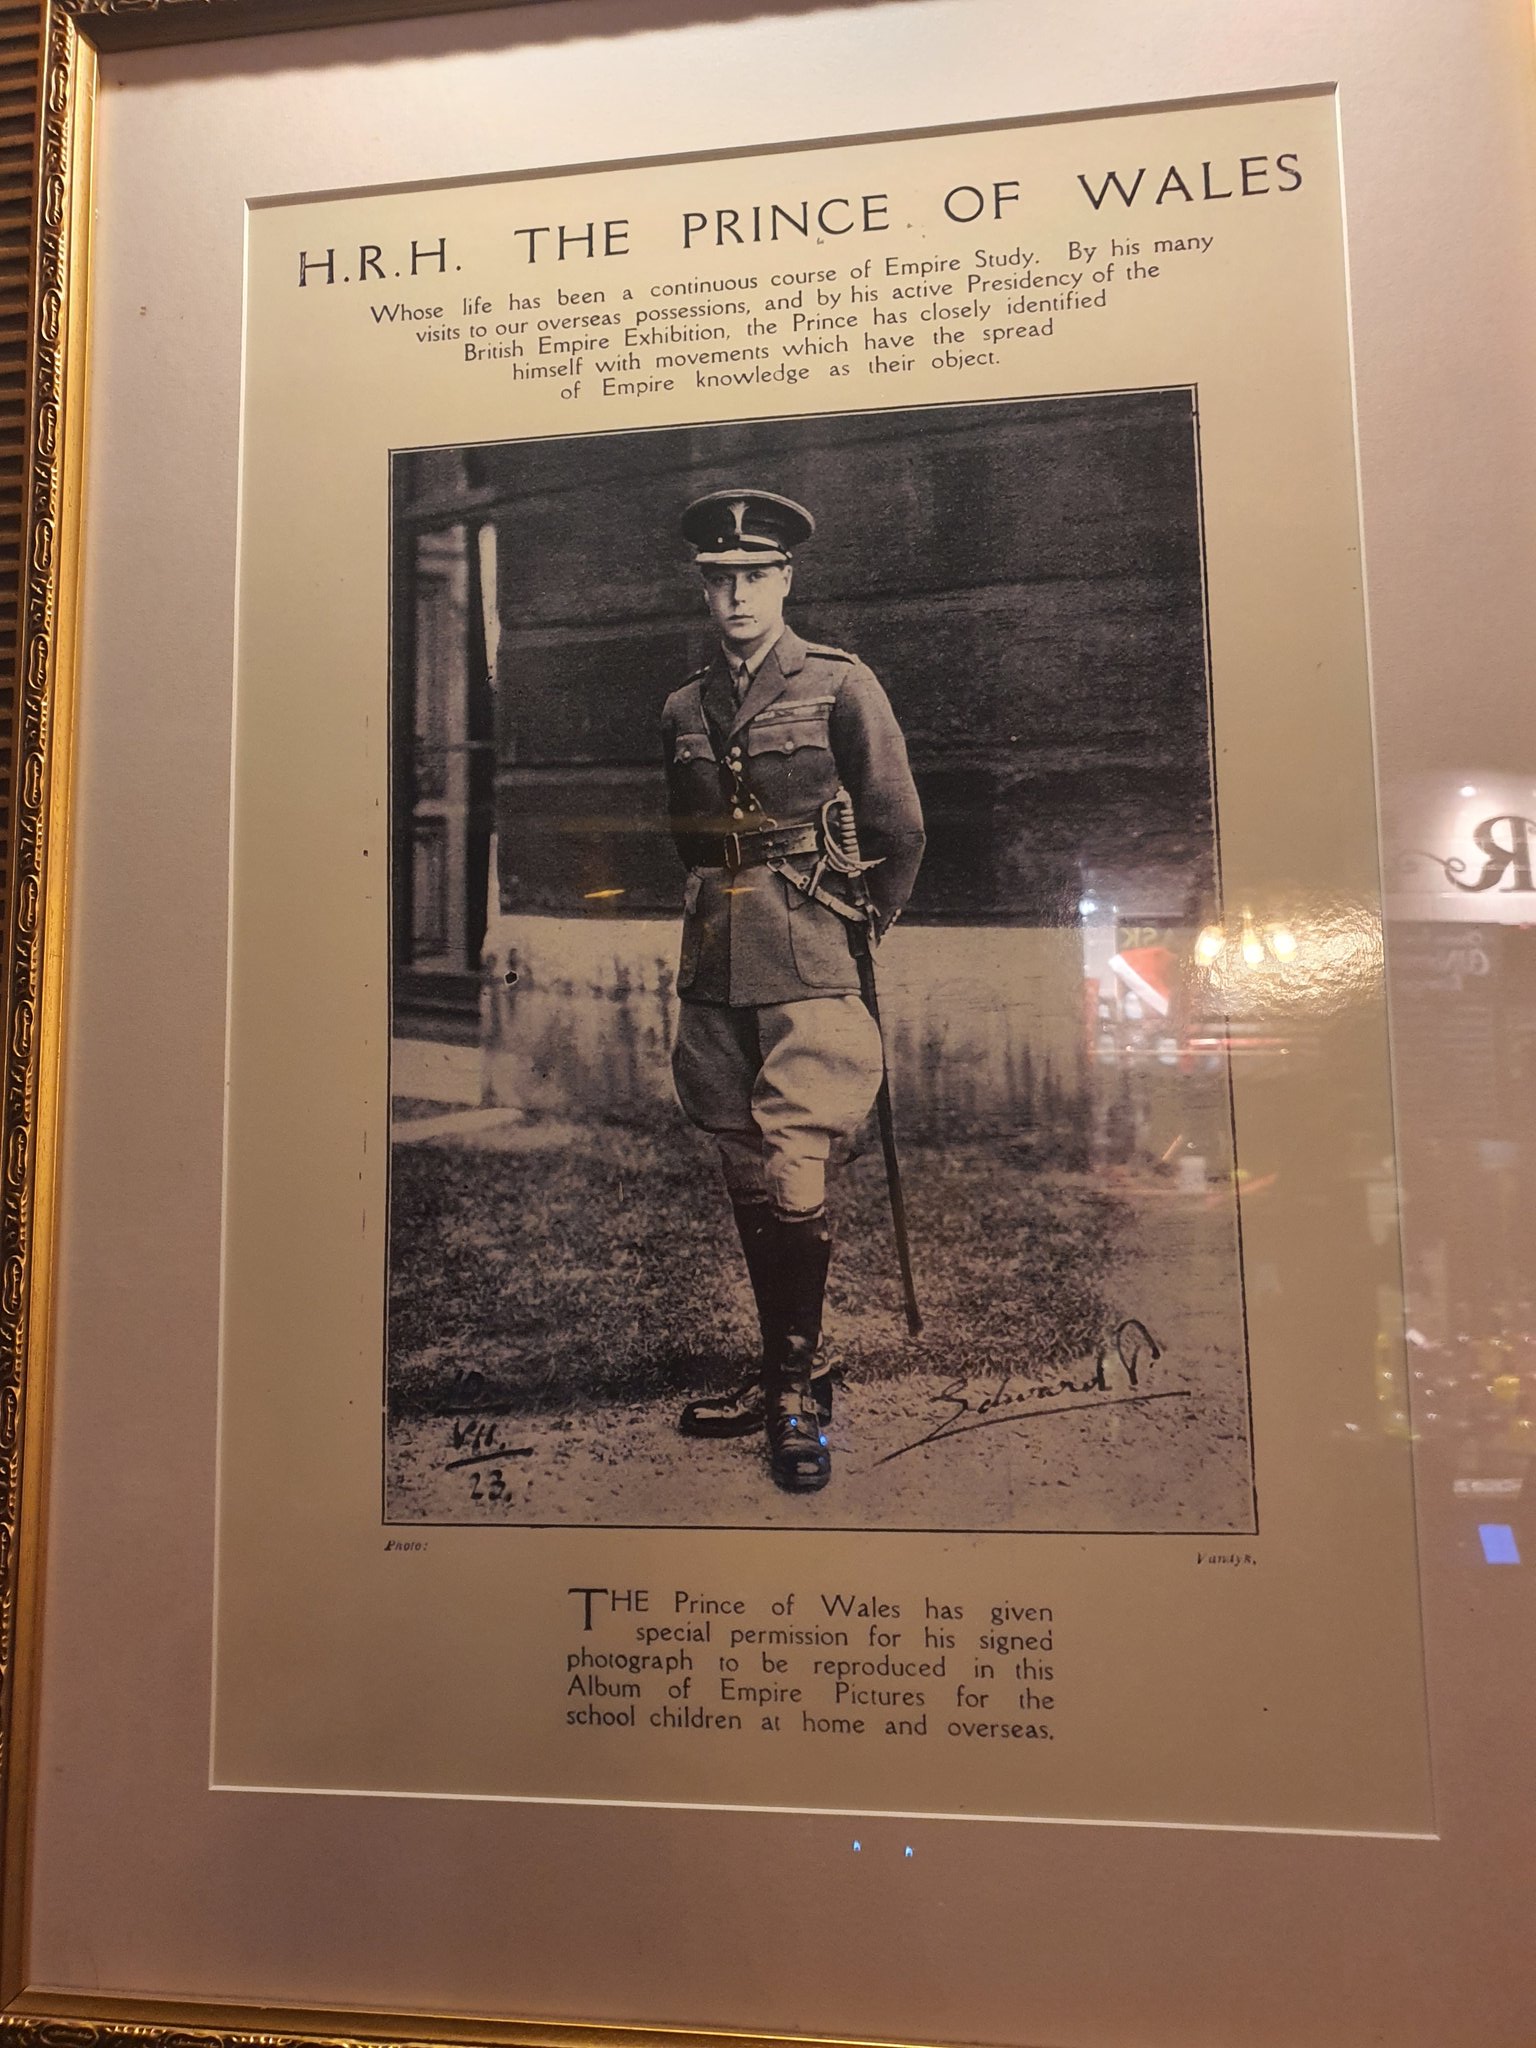 H.R.H. THE PRINCE OF WALES
Whose life has been a continuous course of Empire Study. By his many
visits to our overseas possessions, and by his active Presidency of the
British Empire Exhibition, the Prince has closely identified
himself with movements which have the spread
of Empire knowledge as their object.
Edward P.
VII.
23.
Photo:
Vandyk.
THE Prince of Wales has given
special permission for his signed
photograph to be reproduced in this
Album of Empire Pictures for the
school children at home and overseas.
R